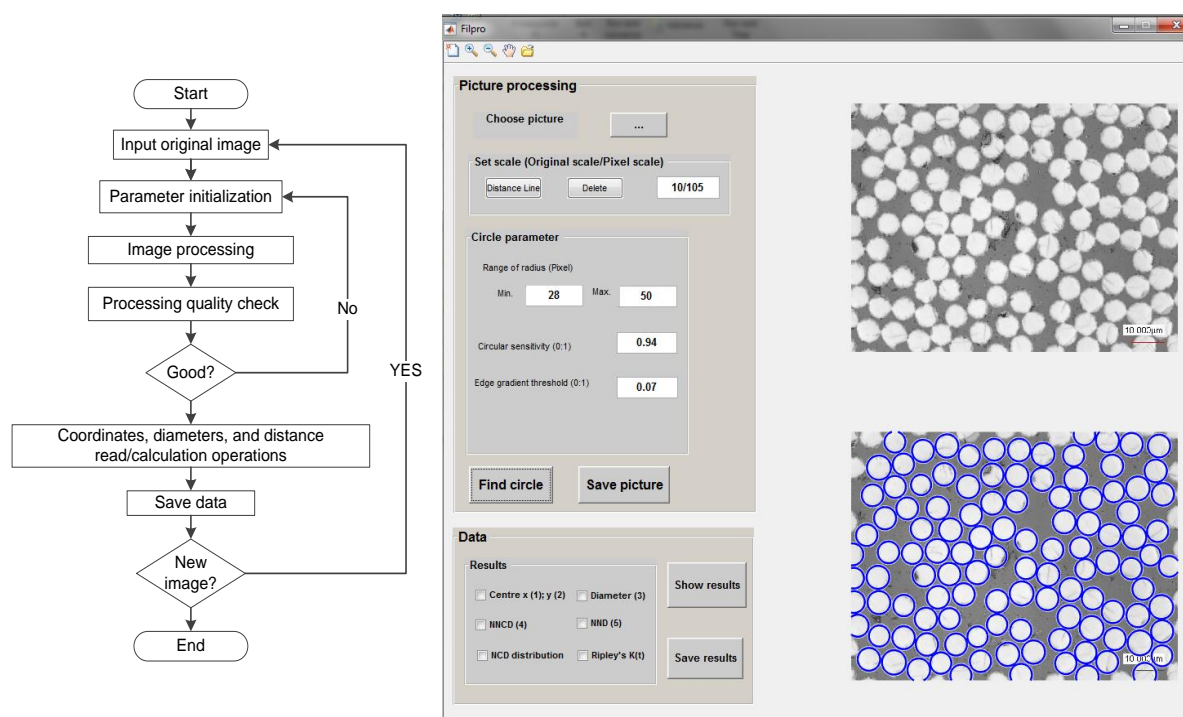 Start
Input original image
Parameter initialization
Image processing
Processing quality check
No
Good?
YES
Coordinates, diameters, and distance
read/calculation operations
Save data
New
image?
End
Filpro
Picture processing
Choose picture
...
Set scale (Original scale/Pixel scale)
Distance Line
Delete
10/105
Circle parameter
Range of radius (Pixel)
Min.
28
Max.
50
Circular sensitivity (0:1)
0.94
Edge gradient threshold (0:1)
0.07
Find circle
Save picture
Data
Results
Centre x (1); y (2)
Diameter (3)
NNCD (4)
NND (5)
NCD distribution
Ripley's K(t)
Show results
Save results
10.000µm
10.000µm